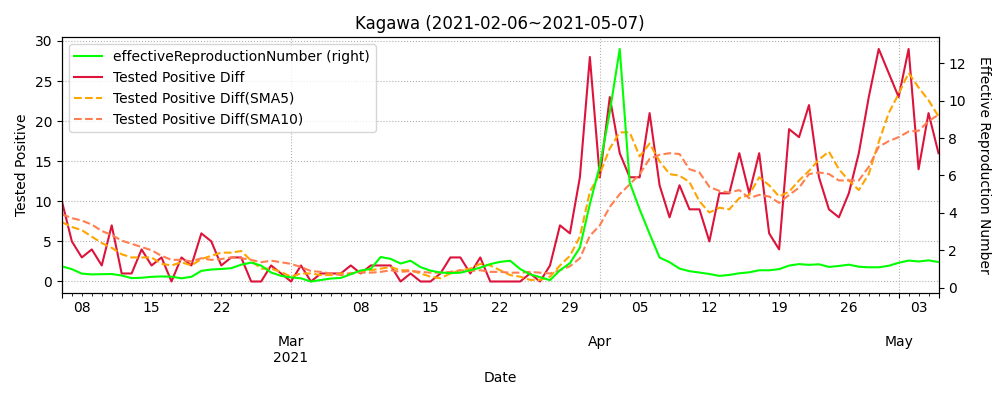 Kagawa (2021-02-06~2021-05-07)
effectiveReproductionNumber (right)
Tested Positive Diff
Tested Positive Diff(SMA5)
Tested Positive Diff(SMA10)
Tested Positive
30
25
20
15
10
5
0
Effective Reproduction Number
12
10
8
6
4
2
0
08 15 22 08 15 22 29 05 12 19 26 03
Mar Apr May
2021
Date